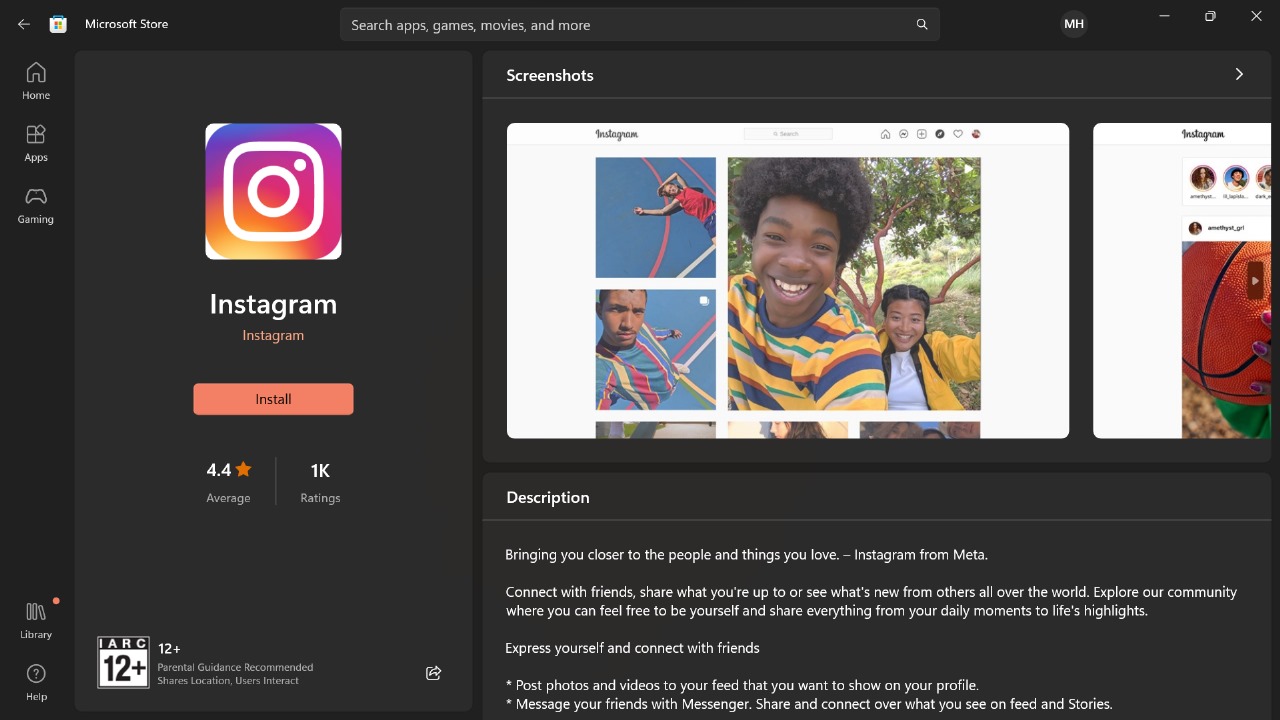 Microsoft Store
Search apps, games, movies, and more
MH
Home
Apps
Gaming
Library
Help
Instagram
Instagram
Install
4.4
Average
1K
Ratings
IARC
12+
12+
Parental Guidance Recommended
Shares Location, Users Interact
Screenshots
Instagram
Search
Instagram
amethyst...
lil_lapisla...
dark_e
amethyst_grl
Description
Bringing you closer to the people and things you love. – Instagram from Meta.
Connect with friends, share what you're up to or see what's new from others all over the world. Explore our community
where you can feel free to be yourself and share everything from your daily moments to life's highlights.
Express yourself and connect with friends
* Post photos and videos to your feed that you want to show on your profile.
* Message your friends with Messenger. Share and connect over what you see on feed and Stories.